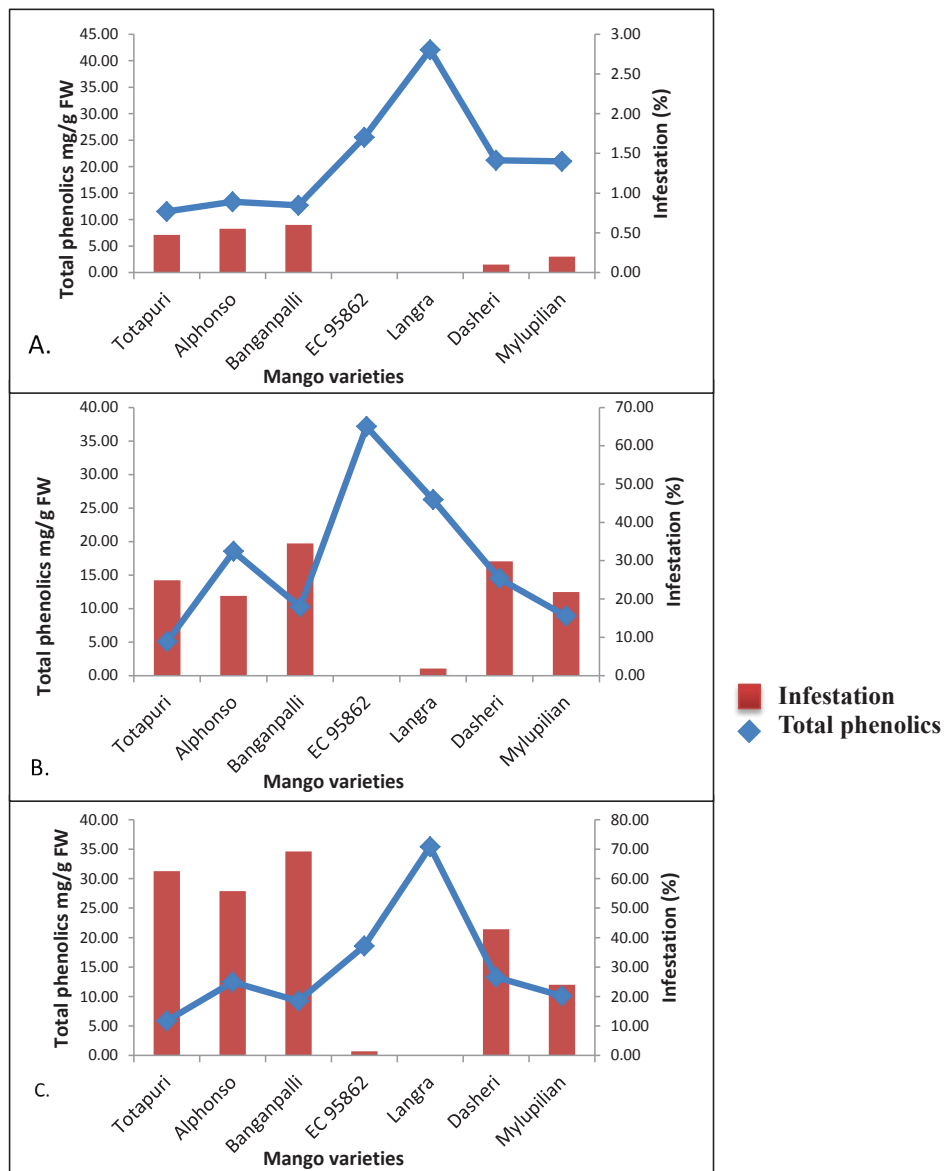 Total phenolics mg/g FW
45.00
40.00
35.00
30.00
25.00
20.00
15.00
10.00
5.00
0.00
3.00
2.50
2.00
1.50
1.00
0.50
0.00
Infestation (%)
Totapuri
Alphonso
Banganpalli
EC 95862
Langra
Dasheri
Mylupilian
A.
Mango varieties
Total phenolics mg/g FW
40.00
35.00
30.00
25.00
20.00
15.00
10.00
5.00
0.00
70.00
60.00
50.00
40.00
30.00
20.00
10.00
0.00
Infestation (%)
Totapuri
Alphonso
Banganpalli
EC 95862
Langra
Dasheri
Mylupilian
B.
Mango varieties
Infestation
Total phenolics
Total phenolics mg/g FW
40.00
35.00
30.00
25.00
20.00
15.00
10.00
5.00
0.00
80.00
70.00
60.00
50.00
40.00
30.00
20.00
10.00
0.00
Infestation (%)
Totapuri
Alphonso
Banganpalli
EC 95862
Langra
Dasheri
Mylupilian
C.
Mango varieties